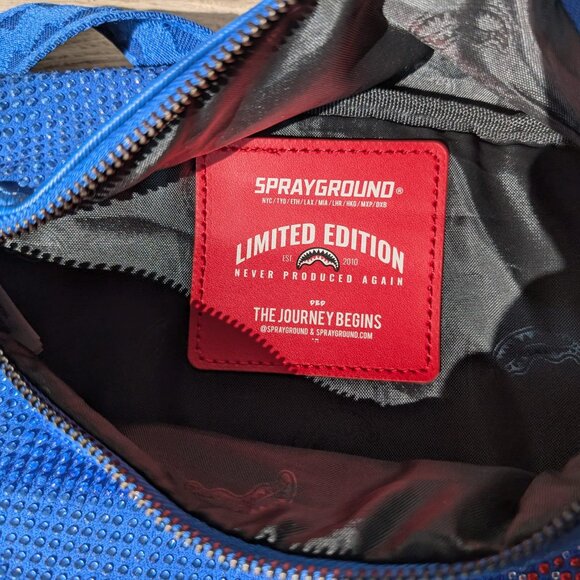 SPRAYGROUND®
NYC/TYO/ETH/LAX/MIA/LHR/HKG/MXP/DXB
LIMITED EDITION
EST. 2010
NEVER PRODUCED AGAIN
THE JOURNEY BEGINS
@SPRAYGROUND & SPRAYGROUND.COM